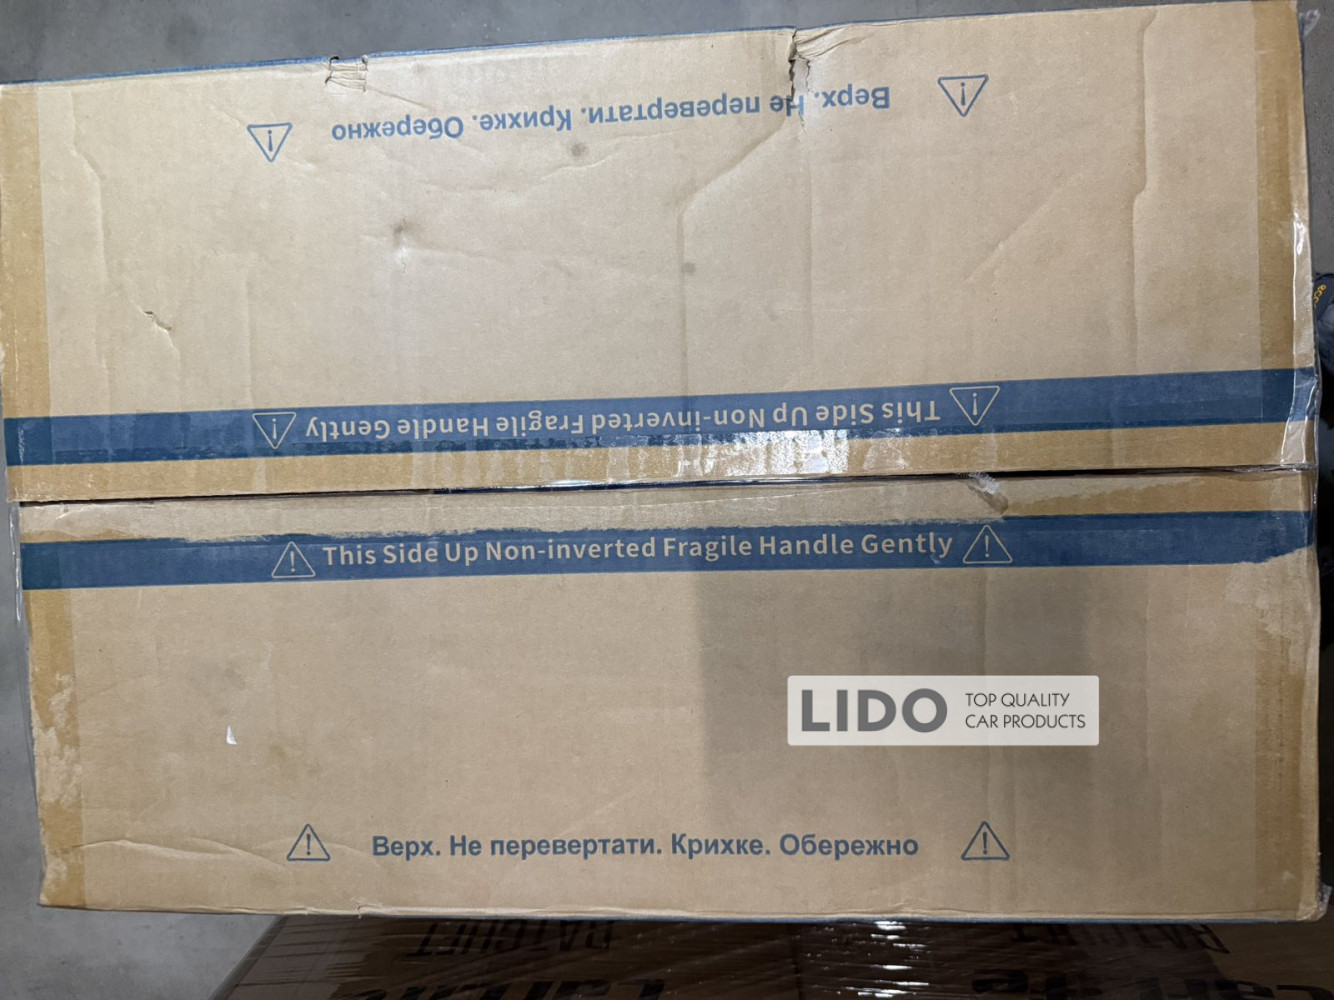 Верх. Не перевертати. Крихке. Обережно
This Side Up Non-inverted Fragile Handle Gently
This Side Up Non-inverted Fragile Handle Gently
LIDO
TOP QUALITY
CAR PRODUCTS
Верх. Не перевертати. Крихке. Обережно
RATCHET